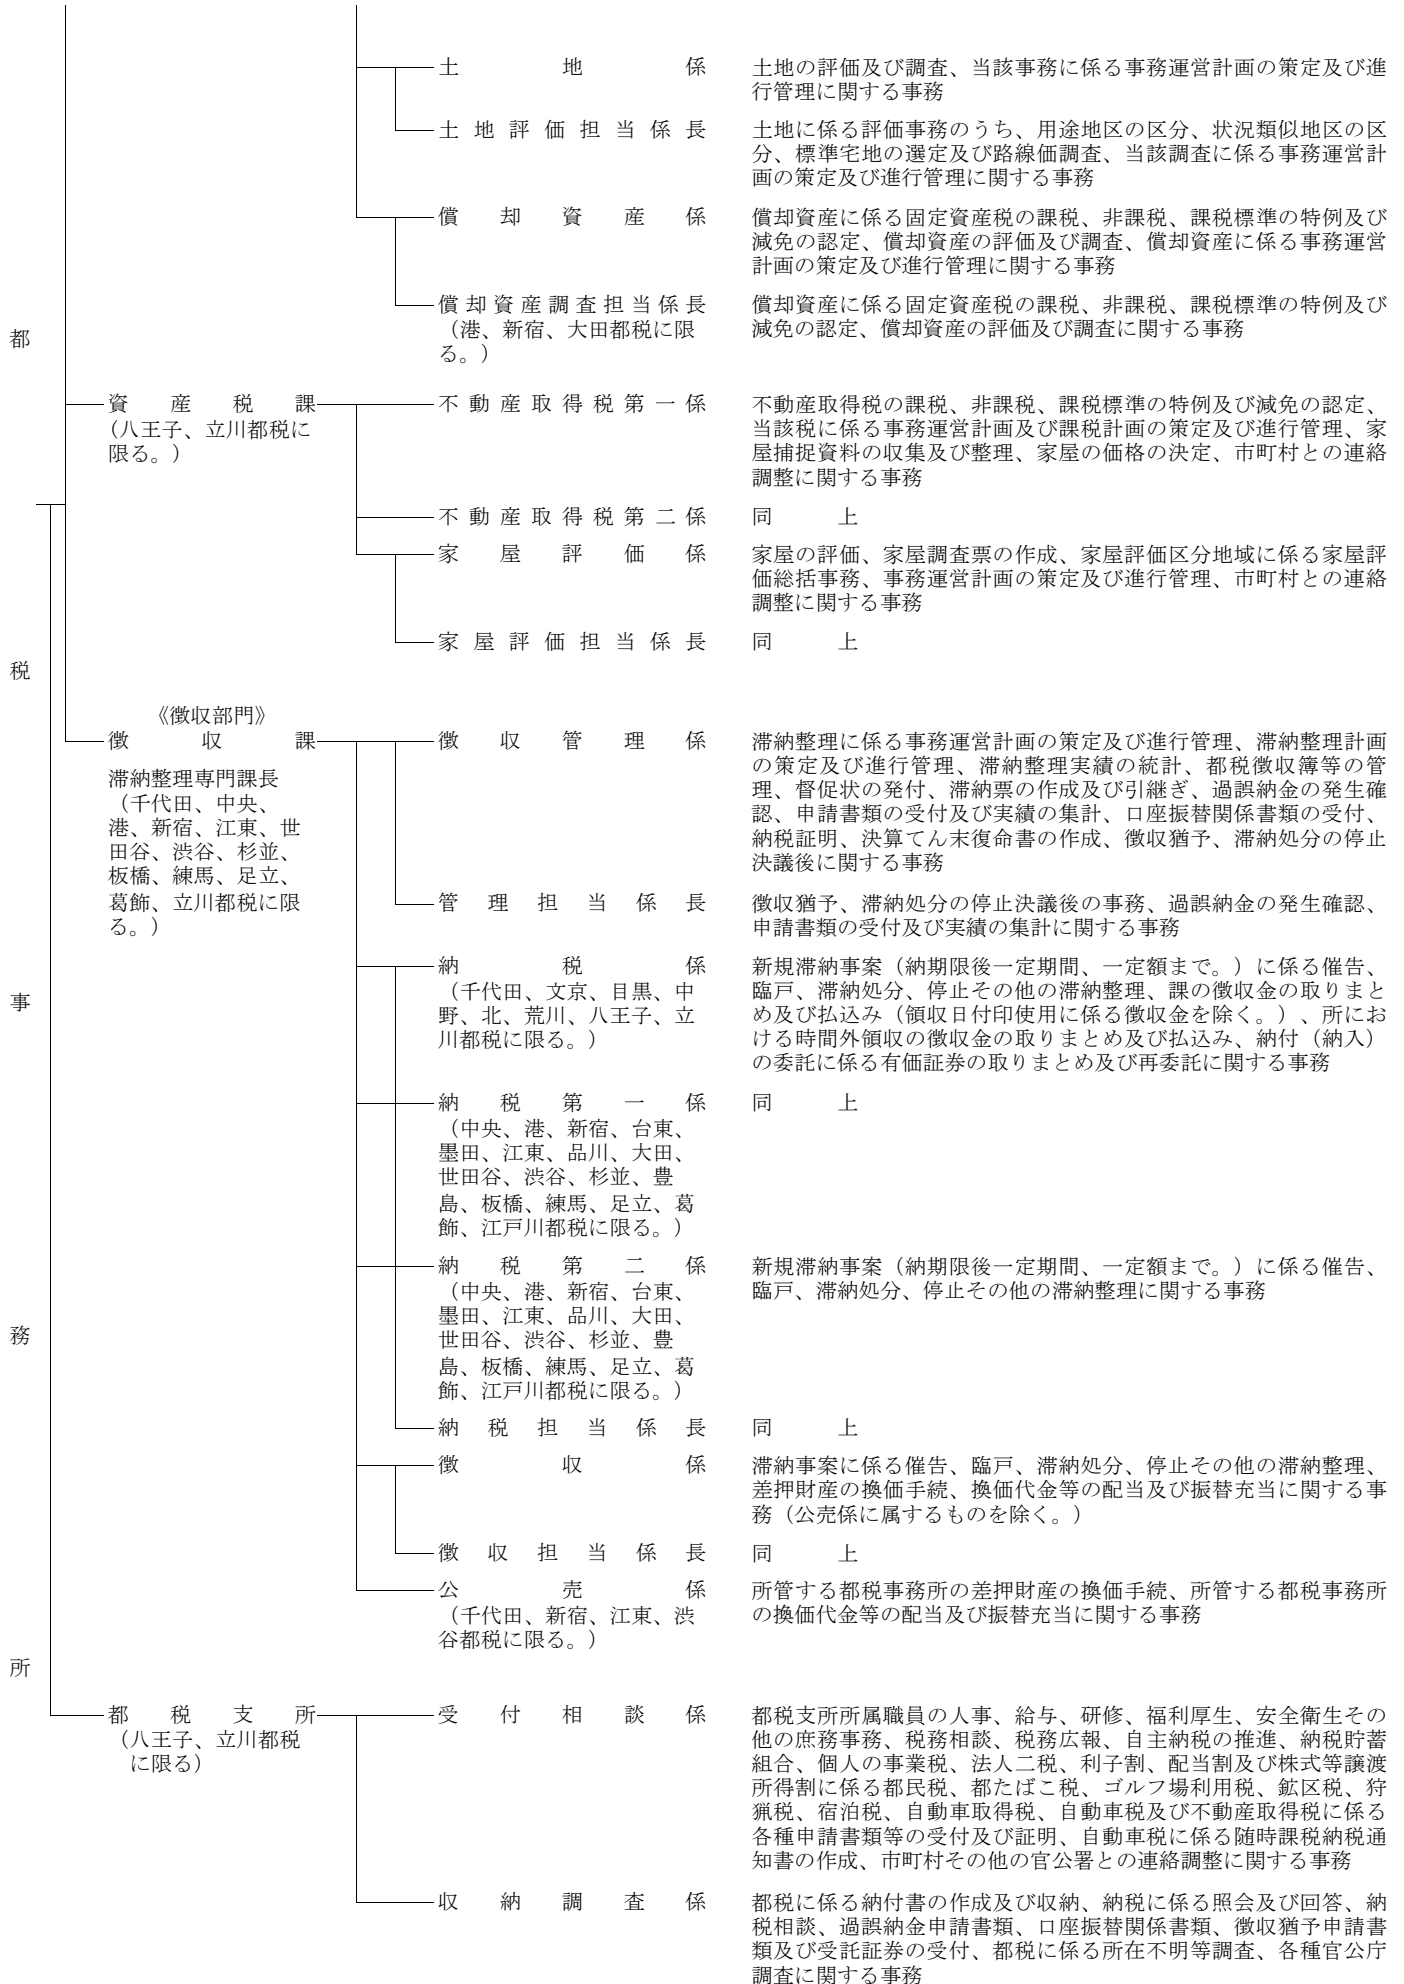 都税事務所
土地係
土地の評価及び調査、当該事務に係る事務運営計画の策定及び進
行管理に関する事務
土地評価担当係長
土地に係る評価事務のうち、用途地区の区分、状況類似地区の区
分、標準宅地の選定及び路線価調査、当該調査に係る事務運営計
画の策定及び進行管理に関する事務
償却資産係
償却資産に係る固定資産税の課税、非課税、課税標準の特例及び
減免の認定、償却資産の評価及び調査、償却資産に係る事務運営
計画の策定及び進行管理に関する事務
償却資産調査担当係長
（港、新宿、大田都税に限
る。）
償却資産に係る固定資産税の課税、非課税、課税標準の特例及び
減免の認定、償却資産の評価及び調査に関する事務
資産税課
(八王子、立川都税に
限る。）
不動産取得税第一係
不動産取得税の課税、非課税、課税標準の特例及び減免の認定、
当該税に係る事務運営計画及び課税計画の策定及び進行管理、家
屋捕捉資料の収集及び整理、家屋の価格の決定、市町村との連絡
調整に関する事務
不動産取得税第二係
同上
家屋評価係
家屋の評価、家屋調査票の作成、家屋評価区分地域に係る家屋評
価総括事務、事務運営計画の策定及び進行管理、市町村との連絡
調整に関する事務
家屋評価担当係長
同上
《徴収部門》
徴収課
滞納整理専門課長
（千代田、中央、
港、新宿、江東、世
田谷、渋谷、杉並、
板橋、練馬、足立、
葛飾、立川都税に限
る。）
徴収管理係
滞納整理に係る事務運営計画の策定及び進行管理、滞納整理計画
の策定及び進行管理、滞納整理実績の統計、都税徴収簿等の管
理、督促状の発付、滞納票の作成及び引継ぎ、過誤納金の発生確
認、申請書類の受付及び実績の集計、口座振替関係書類の受付、
納税証明、決算てん末復命書の作成、徴収猶予、滞納処分の停止
決議後に関する事務
管理担当係長
徴収猶予、滞納処分の停止決議後の事務、過誤納金の発生確認、
申請書類の受付及び実績の集計に関する事務
納税係
（千代田、文京、目黒、中
野、北、荒川、八王子、立
川都税に限る。）
新規滞納事案（納期限後一定期間、一定額まで。）に係る催告、
臨戸、滞納処分、停止その他の滞納整理、課の徴収金の取りまと
め及び払込み（領収日付印使用に係る徴収金を除く。）、所にお
ける時間外領収の徴収金の取りまとめ及び払込み、納付（納入）
の委託に係る有価証券の取りまとめ及び再委託に関する事務
納税第一係
（中央、港、新宿、台東、
墨田、江東、品川、大田、
世田谷、渋谷、杉並、豊
島、板橋、練馬、足立、葛
飾、江戸川都税に限る。）
同上
納税第二係
（中央、港、新宿、台東、
墨田、江東、品川、大田、
世田谷、渋谷、杉並、豊
島、板橋、練馬、足立、葛
飾、江戸川都税に限る。）
新規滞納事案（納期限後一定期間、一定額まで。）に係る催告、
臨戸、滞納処分、停止その他の滞納整理に関する事務
納税担当係長
同上
徴収係
滞納事案に係る催告、臨戸、滞納処分、停止その他の滞納整理、
差押財産の換価手続、換価代金等の配当及び振替充当に関する事
務（公売係に属するものを除く。）
徴収担当係長
同上
公売係
（千代田、新宿、江東、渋
谷都税に限る。）
所管する都税事務所の差押財産の換価手続、所管する都税事務所
の換価代金等の配当及び振替充当に関する事務
都税支所
（八王子、立川都税
に限る）
受付相談係
都税支所所属職員の人事、給与、研修、福利厚生、安全衛生その
他の庶務事務、税務相談、税務広報、自主納税の推進、納税貯蓄
組合、個人の事業税、法人二税、利子割、配当割及び株式等譲渡
所得割に係る都民税、都たばこ税、ゴルフ場利用税、鉱区税、狩
猟税、宿泊税、自動車取得税、自動車税及び不動産取得税に係る
各種申請書類等の受付及び証明、自動車税に係る随時課税納税通
知書の作成、市町村その他の官公署との連絡調整に関する事務
収納調査係
都税に係る納付書の作成及び収納、納税に係る照会及び回答、納
税相談、過誤納金申請書類、口座振替関係書類、徴収猶予申請書
類及び受託証券の受付、都税に係る所在不明等調査、各種官公庁
調査に関する事務